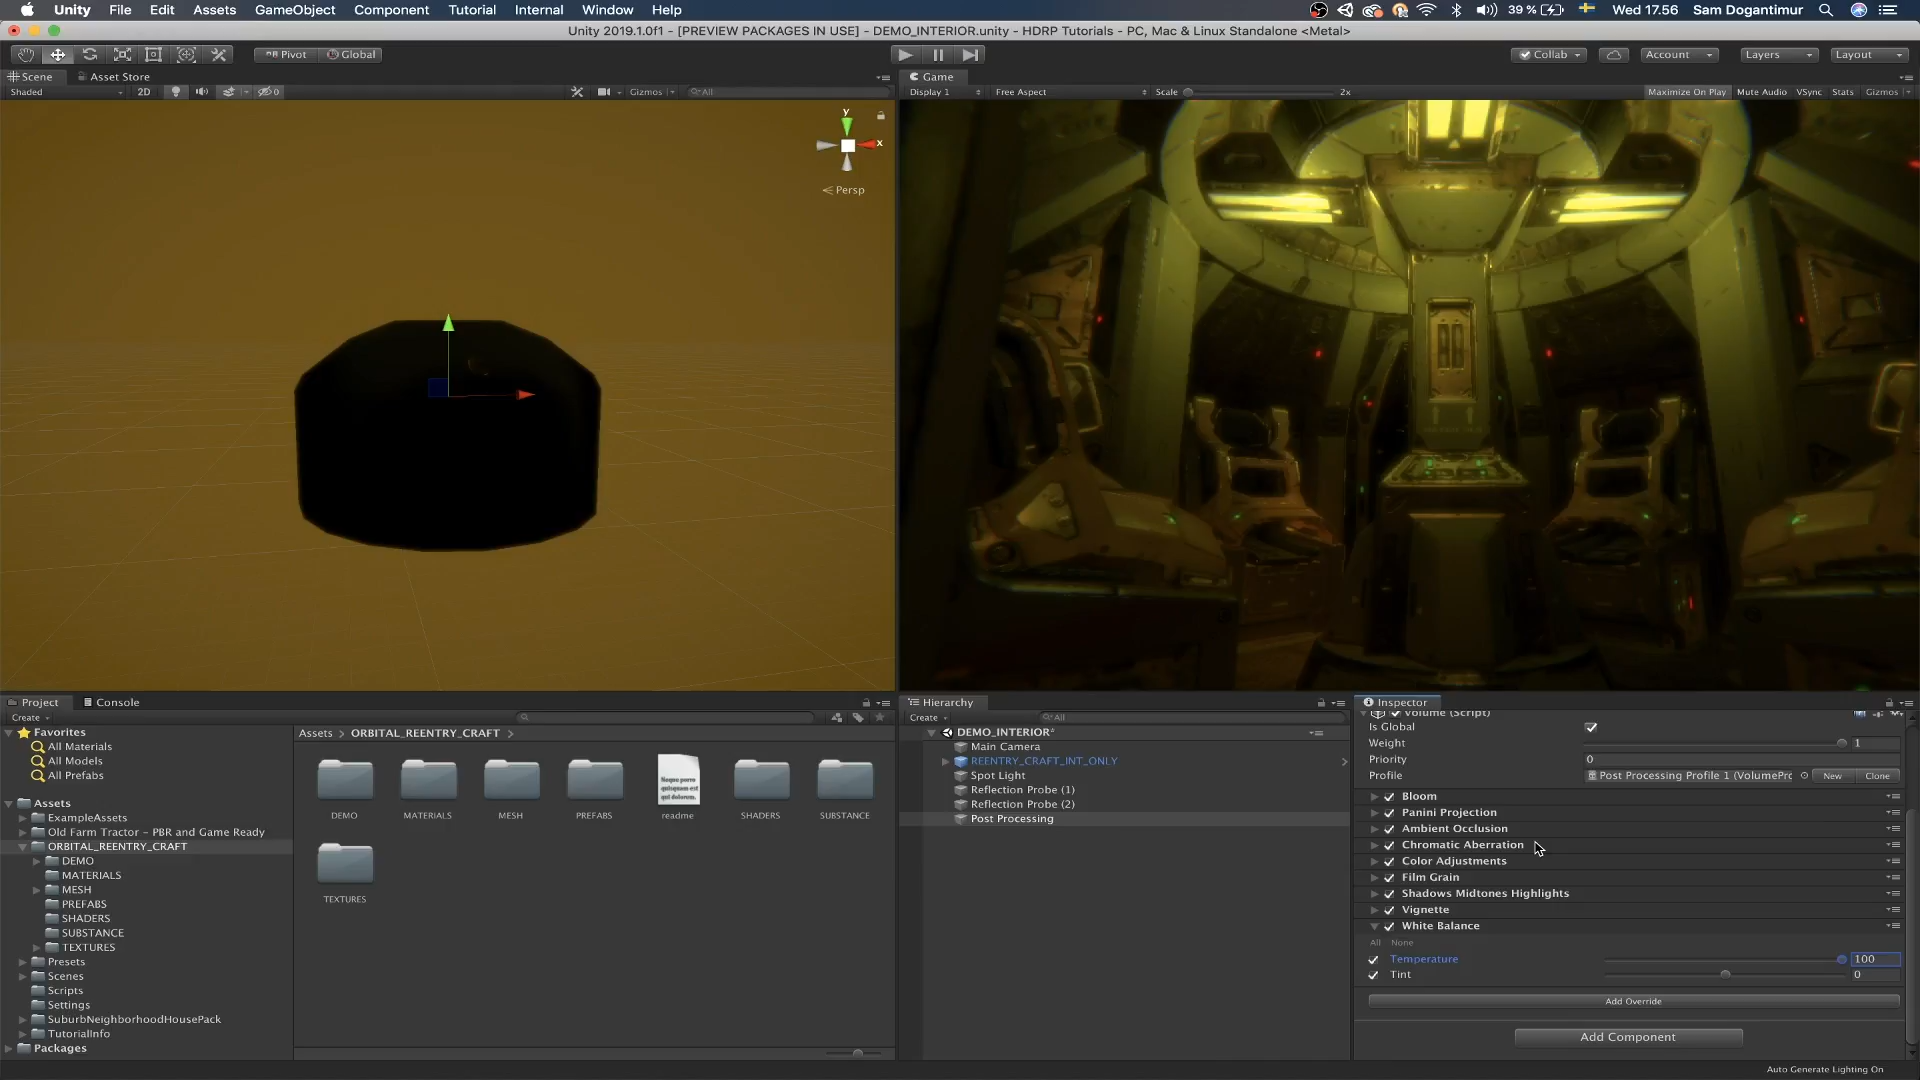 Unity File Edit Assets GameObject Component Tutorial Internal Window Help
39 % Wed 17.56 Sam Dogantimur
Unity 2019.1.0f1 - [PREVIEW PACKAGES IN USE] - DEMO_INTERIOR.unity - HDRP Tutorials - PC, Mac & Linux Standalone <Metal>
Pivot Global
Collab Account Layers Layout
Scene Asset Store
Game
Shaded 2D 0 Gizmos All
Display 1 Free Aspect Scale 2x Maximize On Play Mute Audio VSync Stats Gizmos
y
x
Persp
Project Console
Create
Favorites
All Materials
All Models
All Prefabs
Assets
ExampleAssets
Old Farm Tractor - PBR and Game Ready
ORBITAL_REENTRY_CRAFT
DEMO
MATERIALS
MESH
PREFABS
SHADERS
SUBSTANCE
TEXTURES
Presets
Scenes
Scripts
Settings
SuburbNeighborhoodHousePack
TutorialInfo
Packages
Assets > ORBITAL_REENTRY_CRAFT >
DEMO MATERIALS MESH PREFABS readme SHADERS SUBSTANCE
TEXTURES
Hierarchy
Create All
DEMO_INTERIOR*
Main Camera
REENTRY_CRAFT_INT_ONLY
Spot Light
Reflection Probe (1)
Reflection Probe (2)
Post Processing
Inspector
Volume (Script)
Is Global
Weight 1
Priority 0
Profile Post Processing Profile 1 (VolumePro New Clone
Bloom
Panini Projection
Ambient Occlusion
Chromatic Aberration
Color Adjustments
Film Grain
Shadows Midtones Highlights
Vignette
White Balance
All None
Temperature 100
Tint 0
Add Override
Add Component
Auto Generate Lighting On